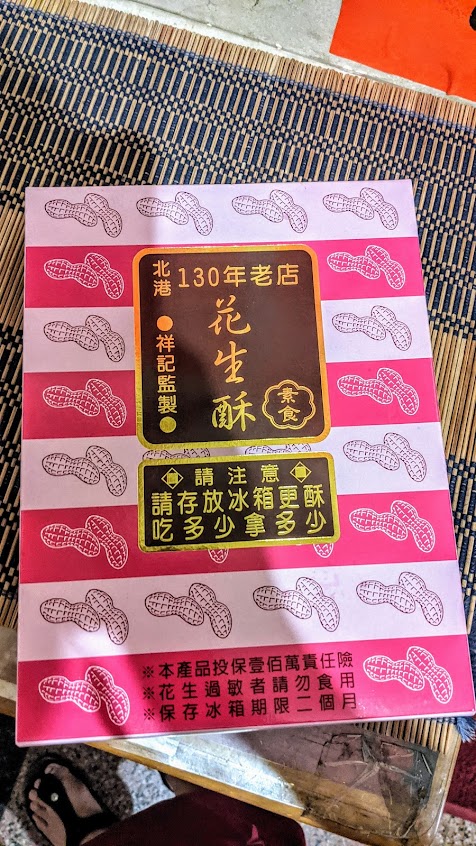 北港
130年老店
祥記監製
花生酥
素食
請注意
請存放冰箱更酥
吃多少拿多少
※本產品投保壹佰萬責任險
※花生過敏者請勿食用
※保存冰箱期限二個月